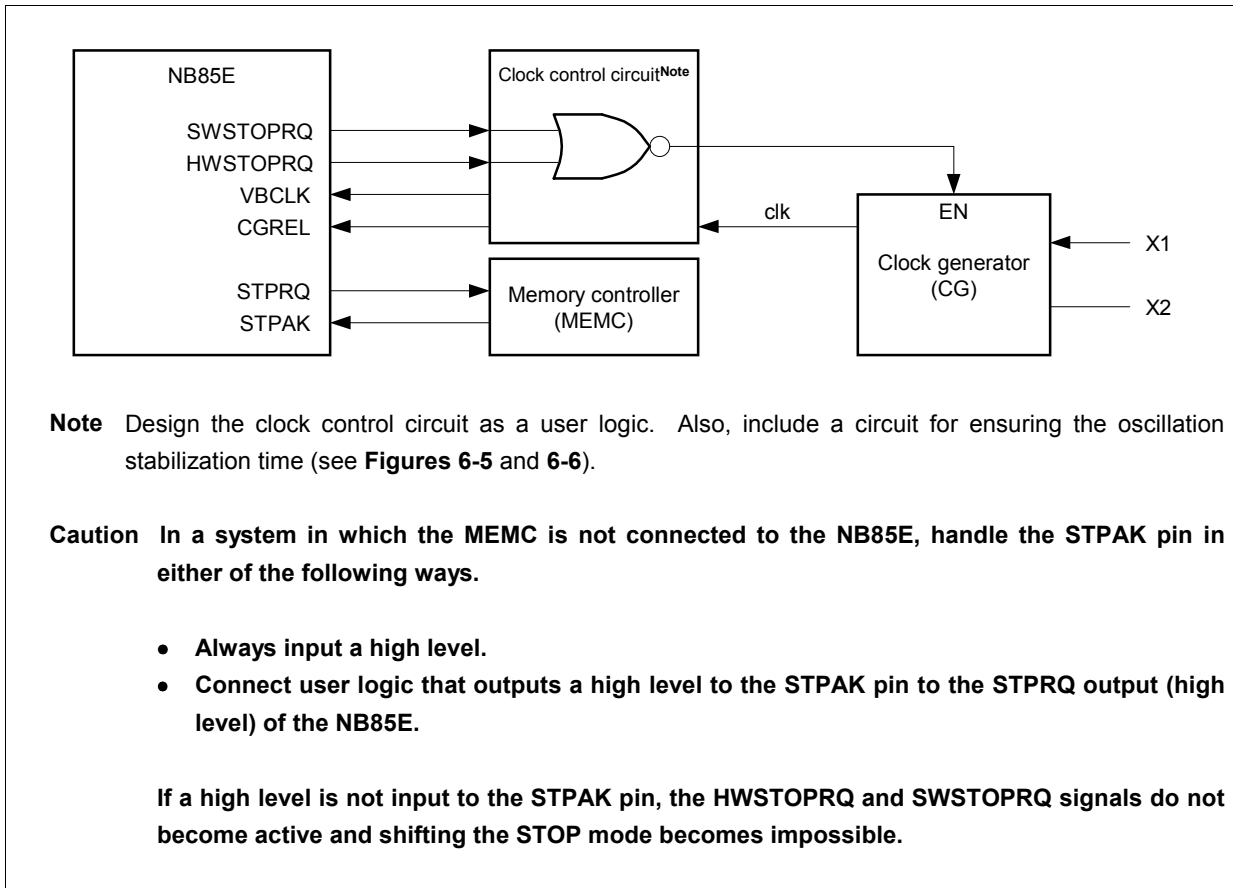 NB85E
Clock control circuitNote
SWSTOPRQ
HWSTOPRQ
VBCLK
CGREL
clk
EN
Clock generator
(CG)
X1
X2
STPRQ
STPAK
Memory controller
(MEMC)
Note Design the clock control circuit as a user logic. Also, include a circuit for ensuring the oscillation
stabilization time (see Figures 6-5 and 6-6).
Caution In a system in which the MEMC is not connected to the NB85E, handle the STPAK pin in
either of the following ways.
• Always input a high level.
• Connect user logic that outputs a high level to the STPAK pin to the STPRQ output (high
level) of the NB85E.
If a high level is not input to the STPAK pin, the HWSTOPRQ and SWSTOPRQ signals do not
become active and shifting the STOP mode becomes impossible.